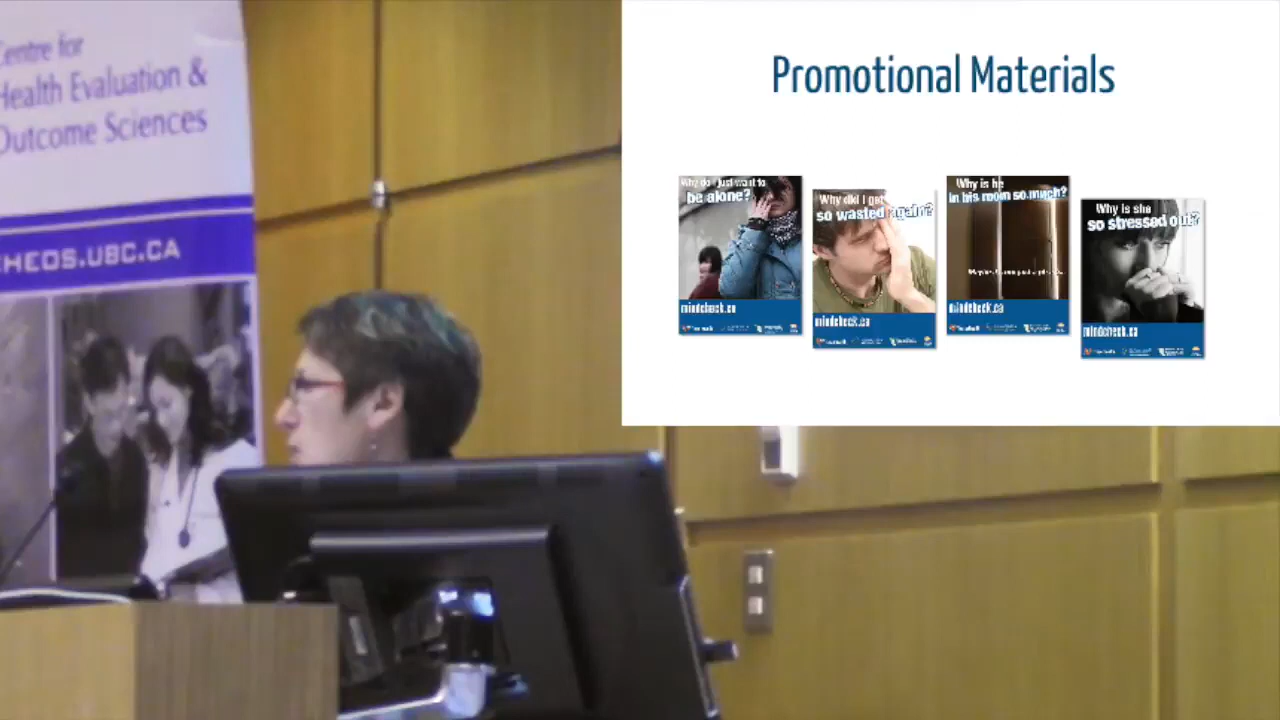 Centre for
Health Evaluation &
Outcome Sciences
CHEOS.UBC.CA
Promotional Materials
Why do I just want to
be alone?
mindcheck.ca
Why did I get
so wasted again?
mindcheck.ca
Why is he
in his room so much?
mindcheck.ca
Why is she
so stressed out?
mindcheck.ca